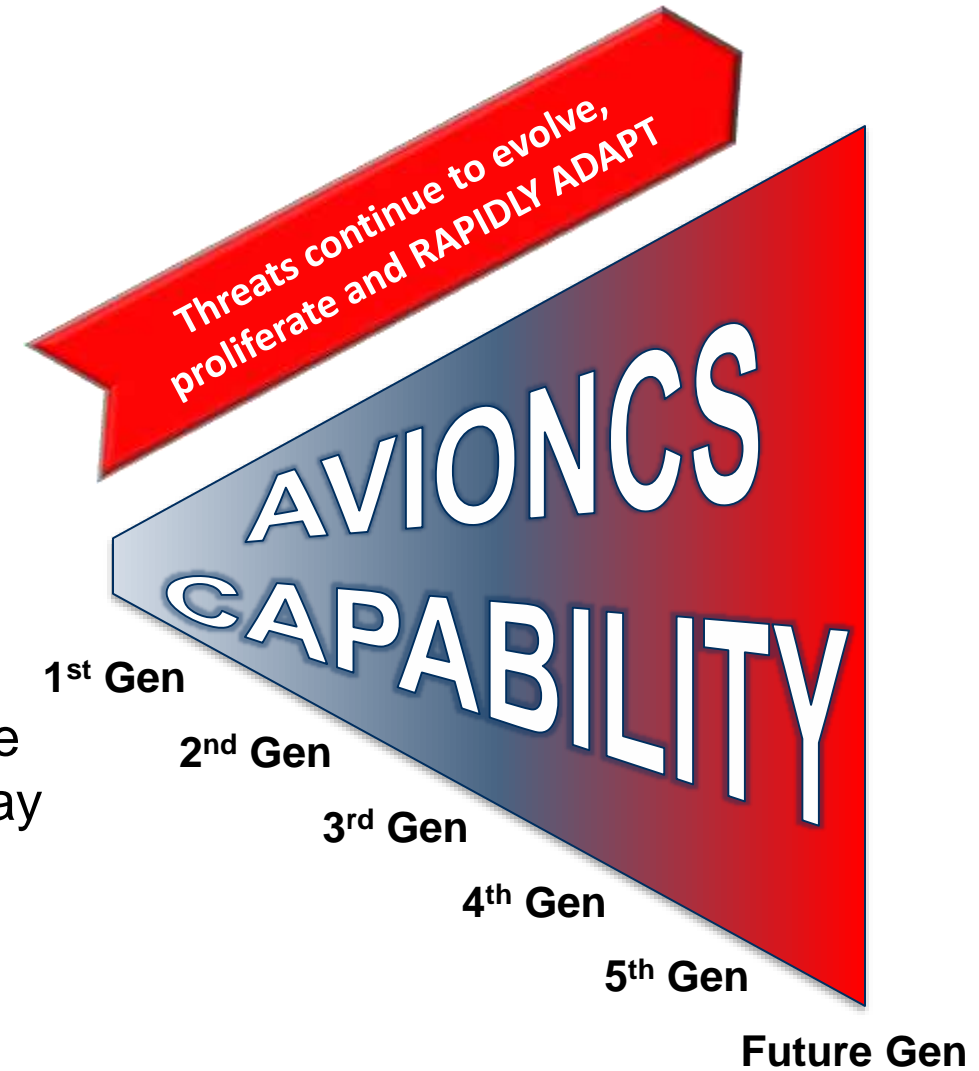 Threats continue to evolve,
proliferate and RAPIDLY ADAPT
AVIONCS
CAPABILITY
1st Gen
2nd Gen
3rd Gen
4th Gen
5th Gen
Future Gen